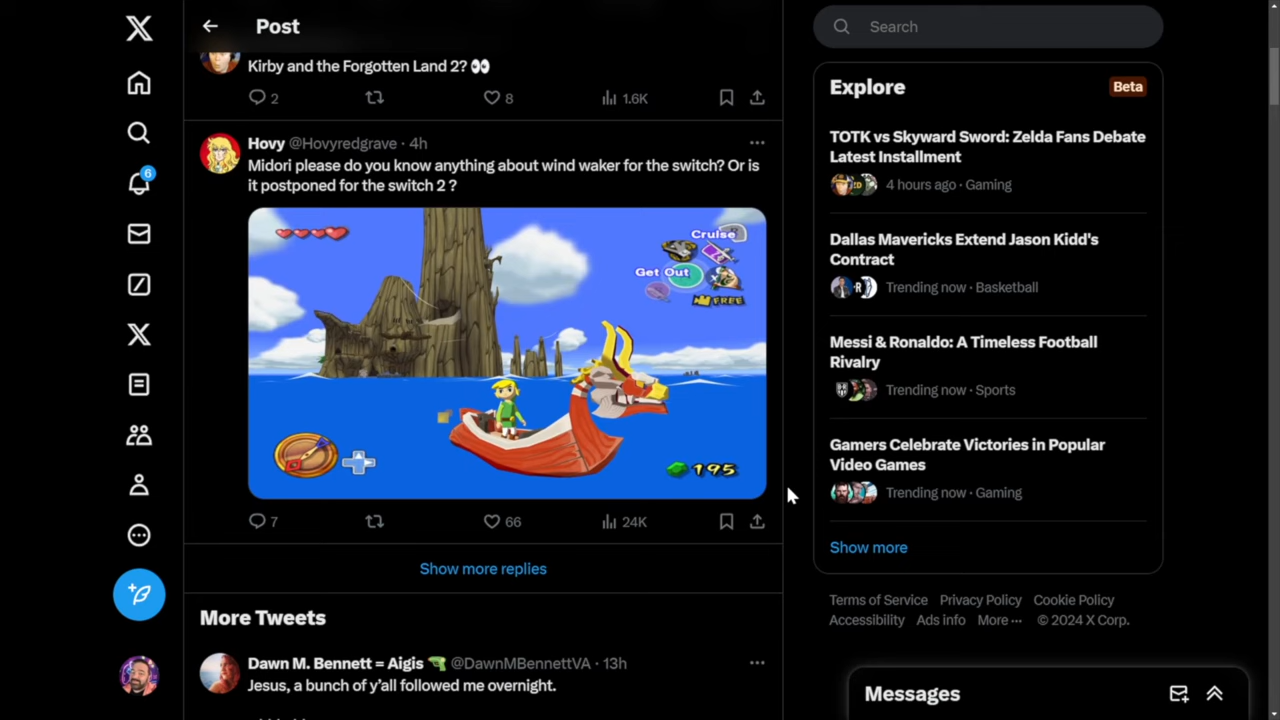 Post
Kirby and the Forgotten Land 2? 👀
2
8
1.6K
Hovy @Hovyredgrave · 4h
Midori please do you know anything about wind waker for the switch? Or is
it postponed for the switch 2 ?
Cruise
Get Out
FREE
195
7
66
24K
Show more replies
More Tweets
Dawn M. Bennett = Aigis 🔫 @DawnMBennettVA · 13h
Jesus, a bunch of y'all followed me overnight.
6
Search
Explore
Beta
TOTK vs Skyward Sword: Zelda Fans Debate
Latest Installment
4 hours ago · Gaming
Dallas Mavericks Extend Jason Kidd's
Contract
Trending now · Basketball
Messi & Ronaldo: A Timeless Football
Rivalry
Trending now · Sports
Gamers Celebrate Victories in Popular
Video Games
Trending now · Gaming
Show more
Terms of Service Privacy Policy Cookie Policy
Accessibility Ads info More ··· © 2024 X Corp.
Messages